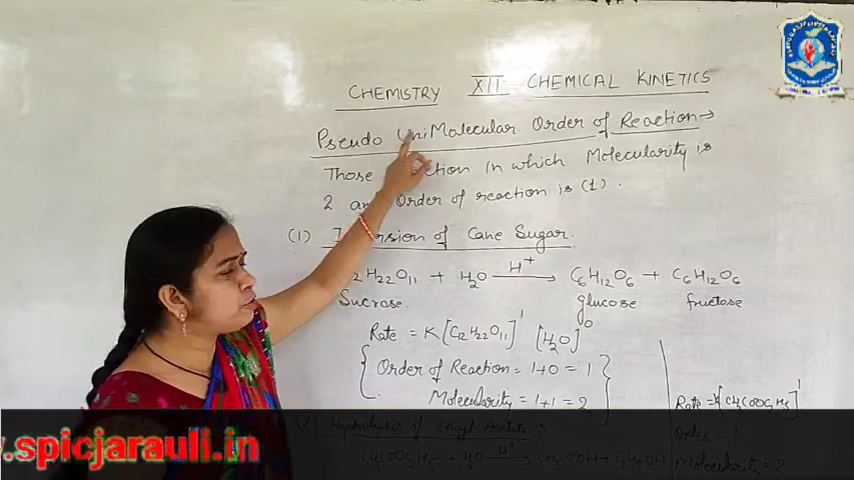 CHEMISTRY XII CHEMICAL KINETICS
Pseudo UniMolecular Order of Reaction →
Those Reaction In which Molecularity is
2 and Order of reaction is (1).
(1) Inversion of Cane Sugar.
C₁₂H₂₂O₁₁ + H₂O —H⁺→ C₆H₁₂O₆ + C₆H₁₂O₆
Sucrose. glucose fructose
Rate = K[C₁₂H₂₂O₁₁]¹ [H₂O]⁰
Order of Reaction = 1+0 = 1
Molecularity = 1+1 = 2
Rate = K[CH₃COOC₂H₅]¹
Order 1
Molecularity = 2
Hydrolysis of Ethyl Acetate
CH₃COOC₂H₅ + H₂O —H⁺→ CH₃COOH + C₂H₅OH
www.spicjarauli.in